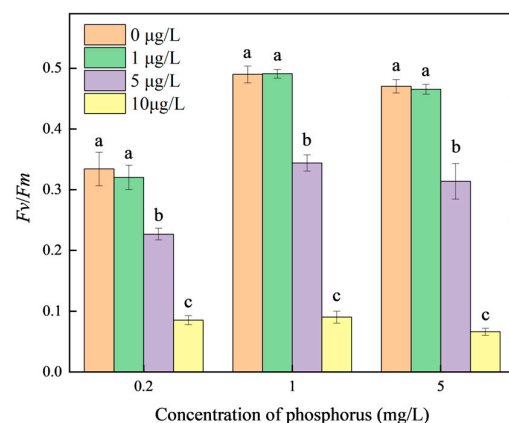 0 μg/L
1 μg/L
5 μg/L
10μg/L
0.5
0.4
0.3
0.2
0.1
0.0
Fv/Fm
a a b c
a a b c
a a b c
0.2 1 5
Concentration of phosphorus (mg/L)